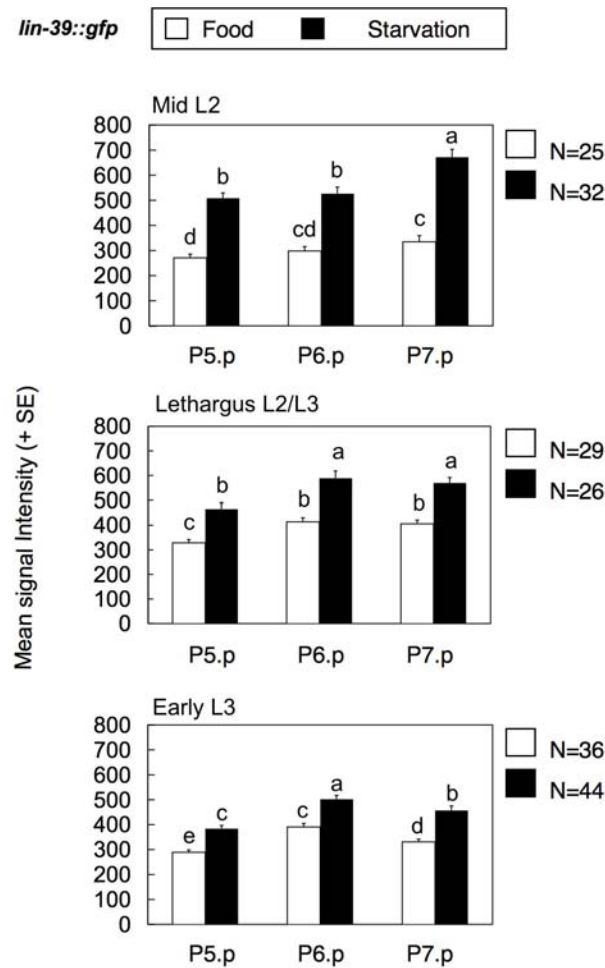 lin-39::gfp Food Starvation
Mid L2
800
700
600
500
400
300
200
100
0
d b cd b c a
N=25
N=32
P5.p P6.p P7.p
Mean signal Intensity (+ SE)
Lethargus L2/L3
800
700
600
500
400
300
200
100
0
c b b a b a
N=29
N=26
P5.p P6.p P7.p
Early L3
800
700
600
500
400
300
200
100
0
e c c a d b
N=36
N=44
P5.p P6.p P7.p